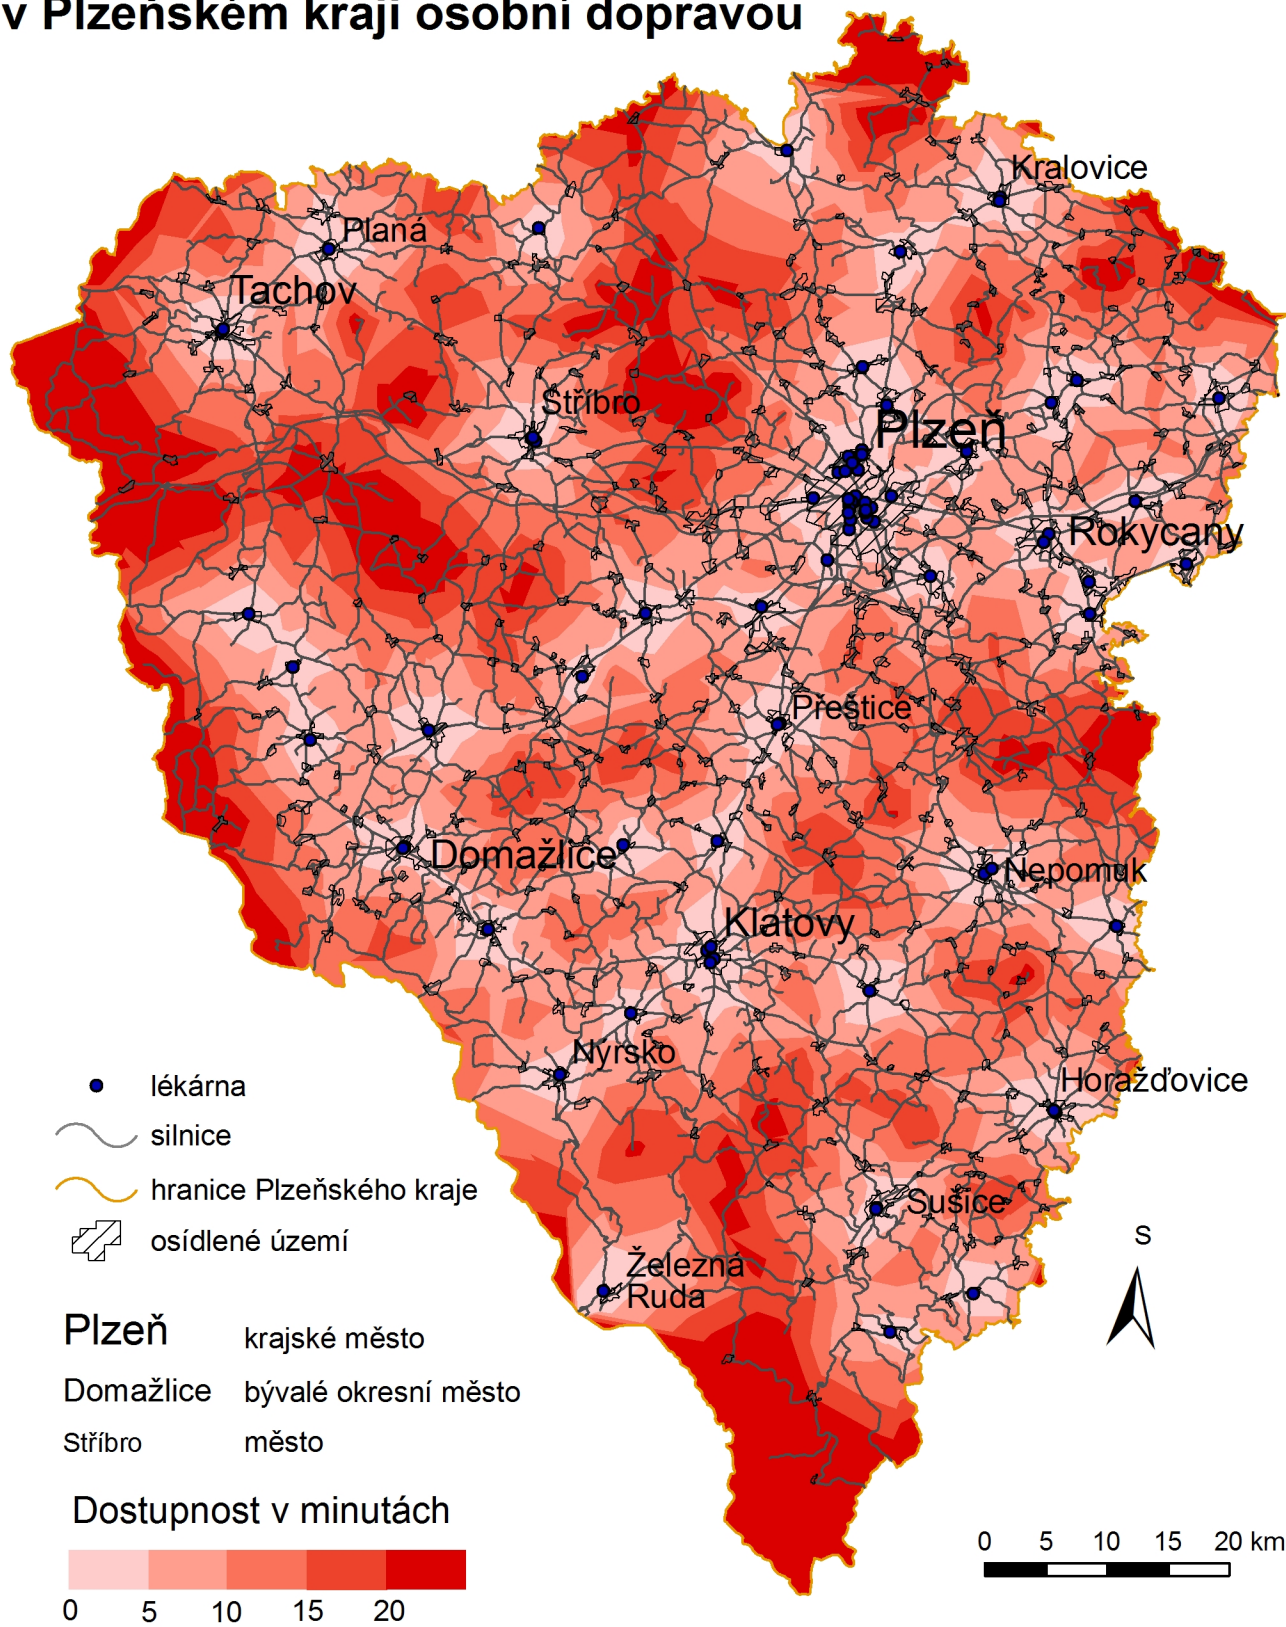 v Plzeňském kraji osobní dopravou
Kralovice
Planá
Tachov
Stříbro
Plzeň
Rokycany
Přeštice
Domažlice
Nepomuk
Klatovy
Nýrsko
Horažďovice
lékárna
silnice
hranice Plzeňského kraje
Sušice
osídlené území
S
Železná
Ruda
Plzeň krajské město
Domažlice bývalé okresní město
Stříbro město
Dostupnost v minutách
0 5 10 15 20 km
0 5 10 15 20